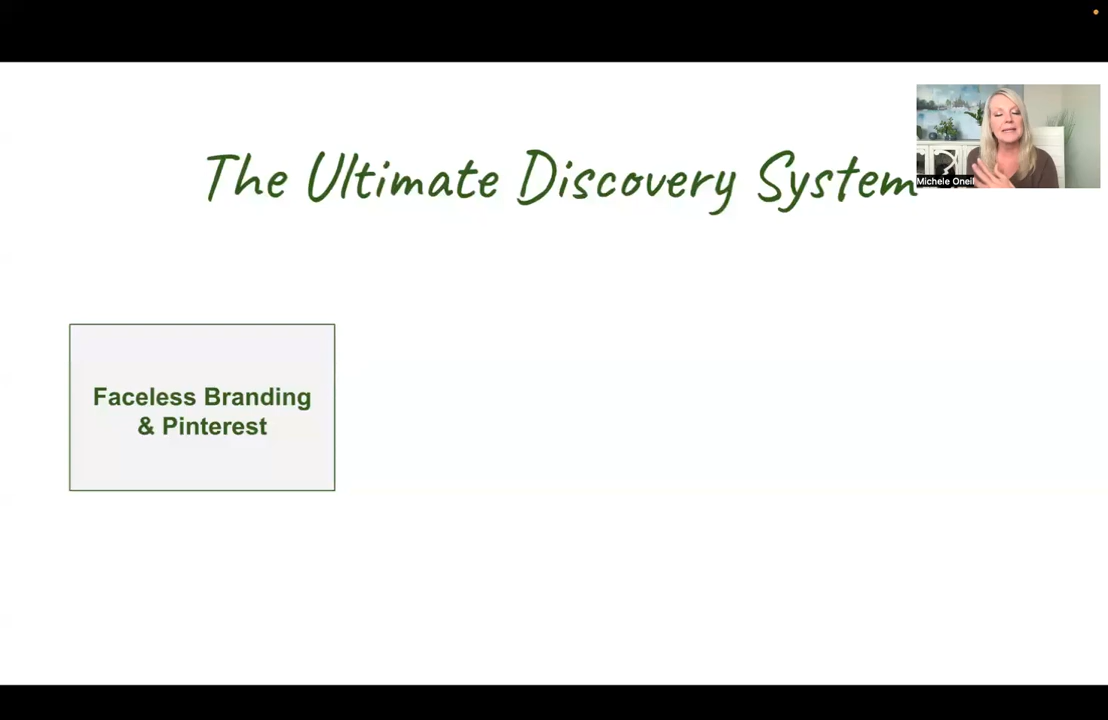 The Ultimate Discovery System
Michele Oneil
Faceless Branding
& Pinterest